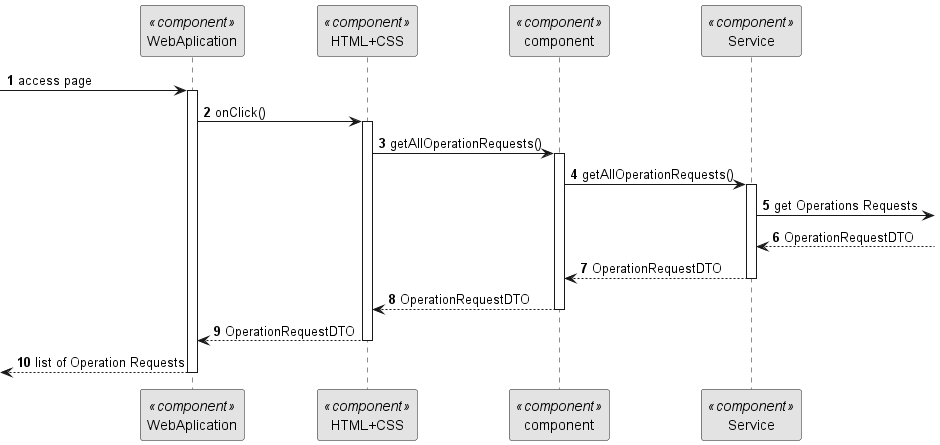 «component» «component» «component» «component»
WebAplication HTML+CSS component Service
1 access page
2 onClick()
3 getAllOperationRequests()
4 getAllOperationRequests()
5 get Operations Requests
6 OperationRequestDTO
7 OperationRequestDTO
8 OperationRequestDTO
9 OperationRequestDTO
10 list of Operation Requests
«component» «component» «component» «component»
WebAplication HTML+CSS component Service